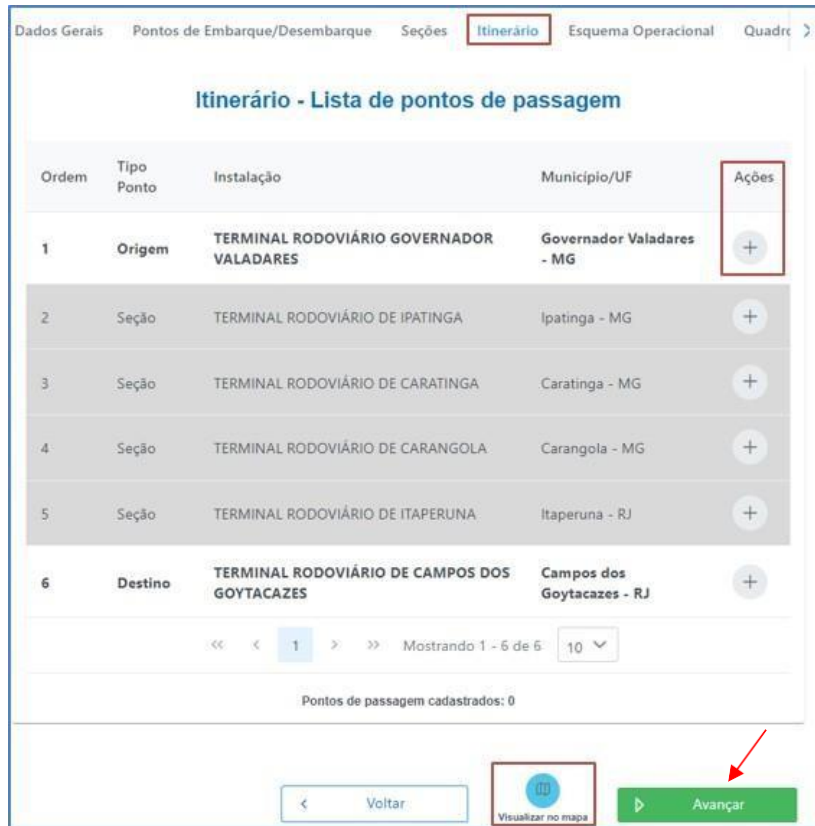 Dados Gerais Pontos de Embarque/Desembarque Seções Itinerário Esquema Operacional Quadro
Itinerário - Lista de pontos de passagem
Ordem Tipo Ponto Instalação Município/UF Ações
1 Origem TERMINAL RODOVIÁRIO GOVERNADOR VALADARES Governador Valadares - MG +
2 Seção TERMINAL RODOVIÁRIO DE IPATINGA Ipatinga - MG +
3 Seção TERMINAL RODOVIÁRIO DE CARATINGA Caratinga - MG +
4 Seção TERMINAL RODOVIÁRIO DE CARANGOLA Carangola - MG +
5 Seção TERMINAL RODOVIÁRIO DE ITAPERUNA Itaperuna - RJ +
6 Destino TERMINAL RODOVIÁRIO DE CAMPOS DOS GOYTACAZES Campos dos Goytacazes - RJ +
<< < 1 > >> Mostrando 1 - 6 de 6 10
Pontos de passagem cadastrados: 0
< Voltar Visualizar no mapa Avançar